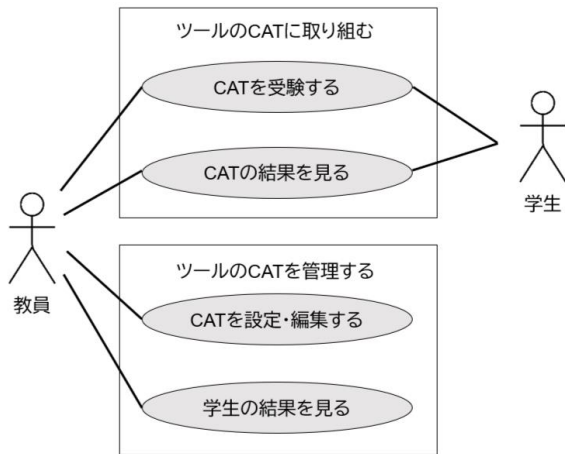 ツールのCATに取り組む
CATを受験する
CATの結果を見る
学生
教員
ツールのCATを管理する
CATを設定・編集する
学生の結果を見る